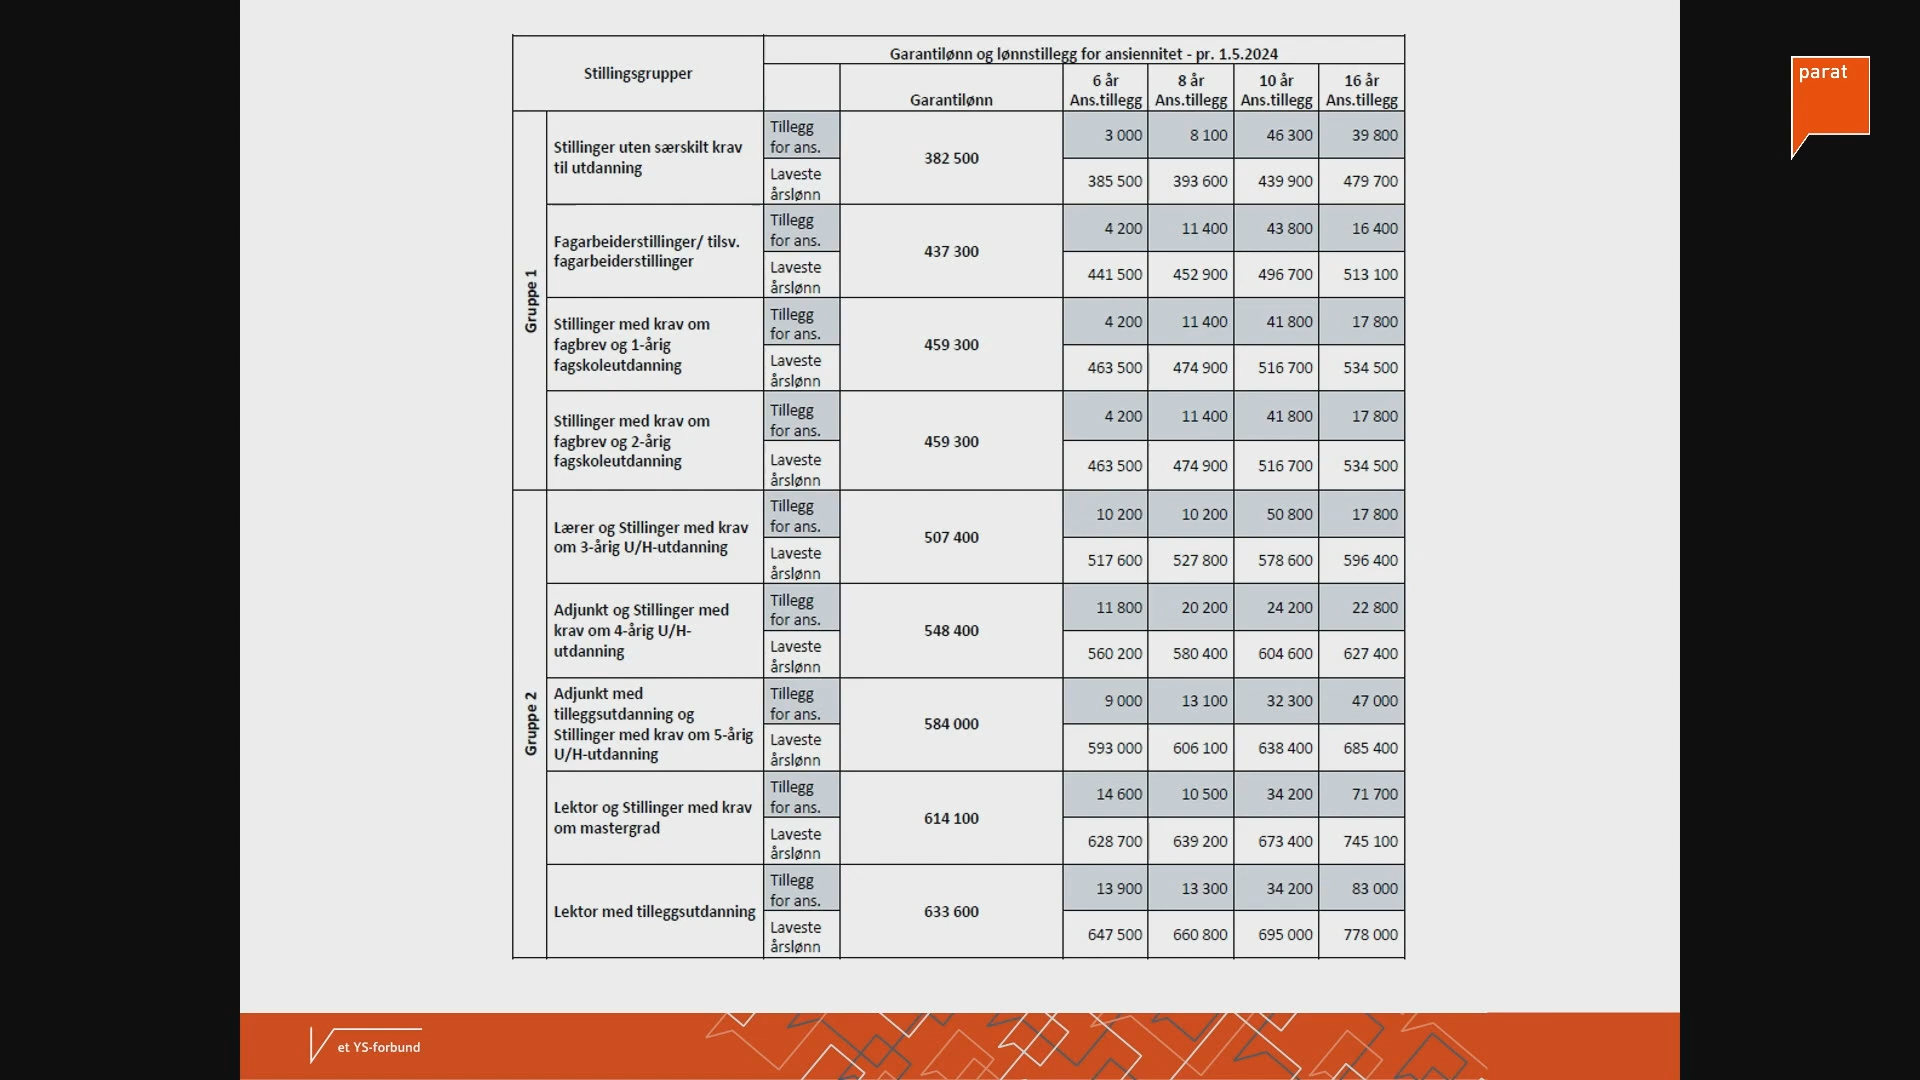 Stillingsgrupper
Garantilønn og lønnstillegg for ansiennitet - pr. 1.5.2024
Garantilønn
6 år Ans.tillegg
8 år Ans.tillegg
10 år Ans.tillegg
16 år Ans.tillegg
Gruppe 1
Stillinger uten særskilt krav
til utdanning
Tillegg for ans.
382 500
3 000 8 100 46 300 39 800
Laveste årslønn
385 500 393 600 439 900 479 700
Fagarbeiderstillinger/ tilsv.
fagarbeiderstillinger
Tillegg for ans.
437 300
4 200 11 400 43 800 16 400
Laveste årslønn
441 500 452 900 496 700 513 100
Stillinger med krav om
fagbrev og 1-årig
fagskoleutdanning
Tillegg for ans.
459 300
4 200 11 400 41 800 17 800
Laveste årslønn
463 500 474 900 516 700 534 500
Stillinger med krav om
fagbrev og 2-årig
fagskoleutdanning
Tillegg for ans.
459 300
4 200 11 400 41 800 17 800
Laveste årslønn
463 500 474 900 516 700 534 500
Gruppe 2
Lærer og Stillinger med krav
om 3-årig U/H-utdanning
Tillegg for ans.
507 400
10 200 10 200 50 800 17 800
Laveste årslønn
517 600 527 800 578 600 596 400
Adjunkt og Stillinger med
krav om 4-årig U/H-
utdanning
Tillegg for ans.
548 400
11 800 20 200 24 200 22 800
Laveste årslønn
560 200 580 400 604 600 627 400
Adjunkt med
tilleggsutdanning og
Stillinger med krav om 5-årig
U/H-utdanning
Tillegg for ans.
584 000
9 000 13 100 32 300 47 000
Laveste årslønn
593 000 606 100 638 400 685 400
Lektor og Stillinger med krav
om mastergrad
Tillegg for ans.
614 100
14 600 10 500 34 200 71 700
Laveste årslønn
628 700 639 200 673 400 745 100
Lektor med tilleggsutdanning
Tillegg for ans.
633 600
13 900 13 300 34 200 83 000
Laveste årslønn
647 500 660 800 695 000 778 000
parat
et YS-forbund